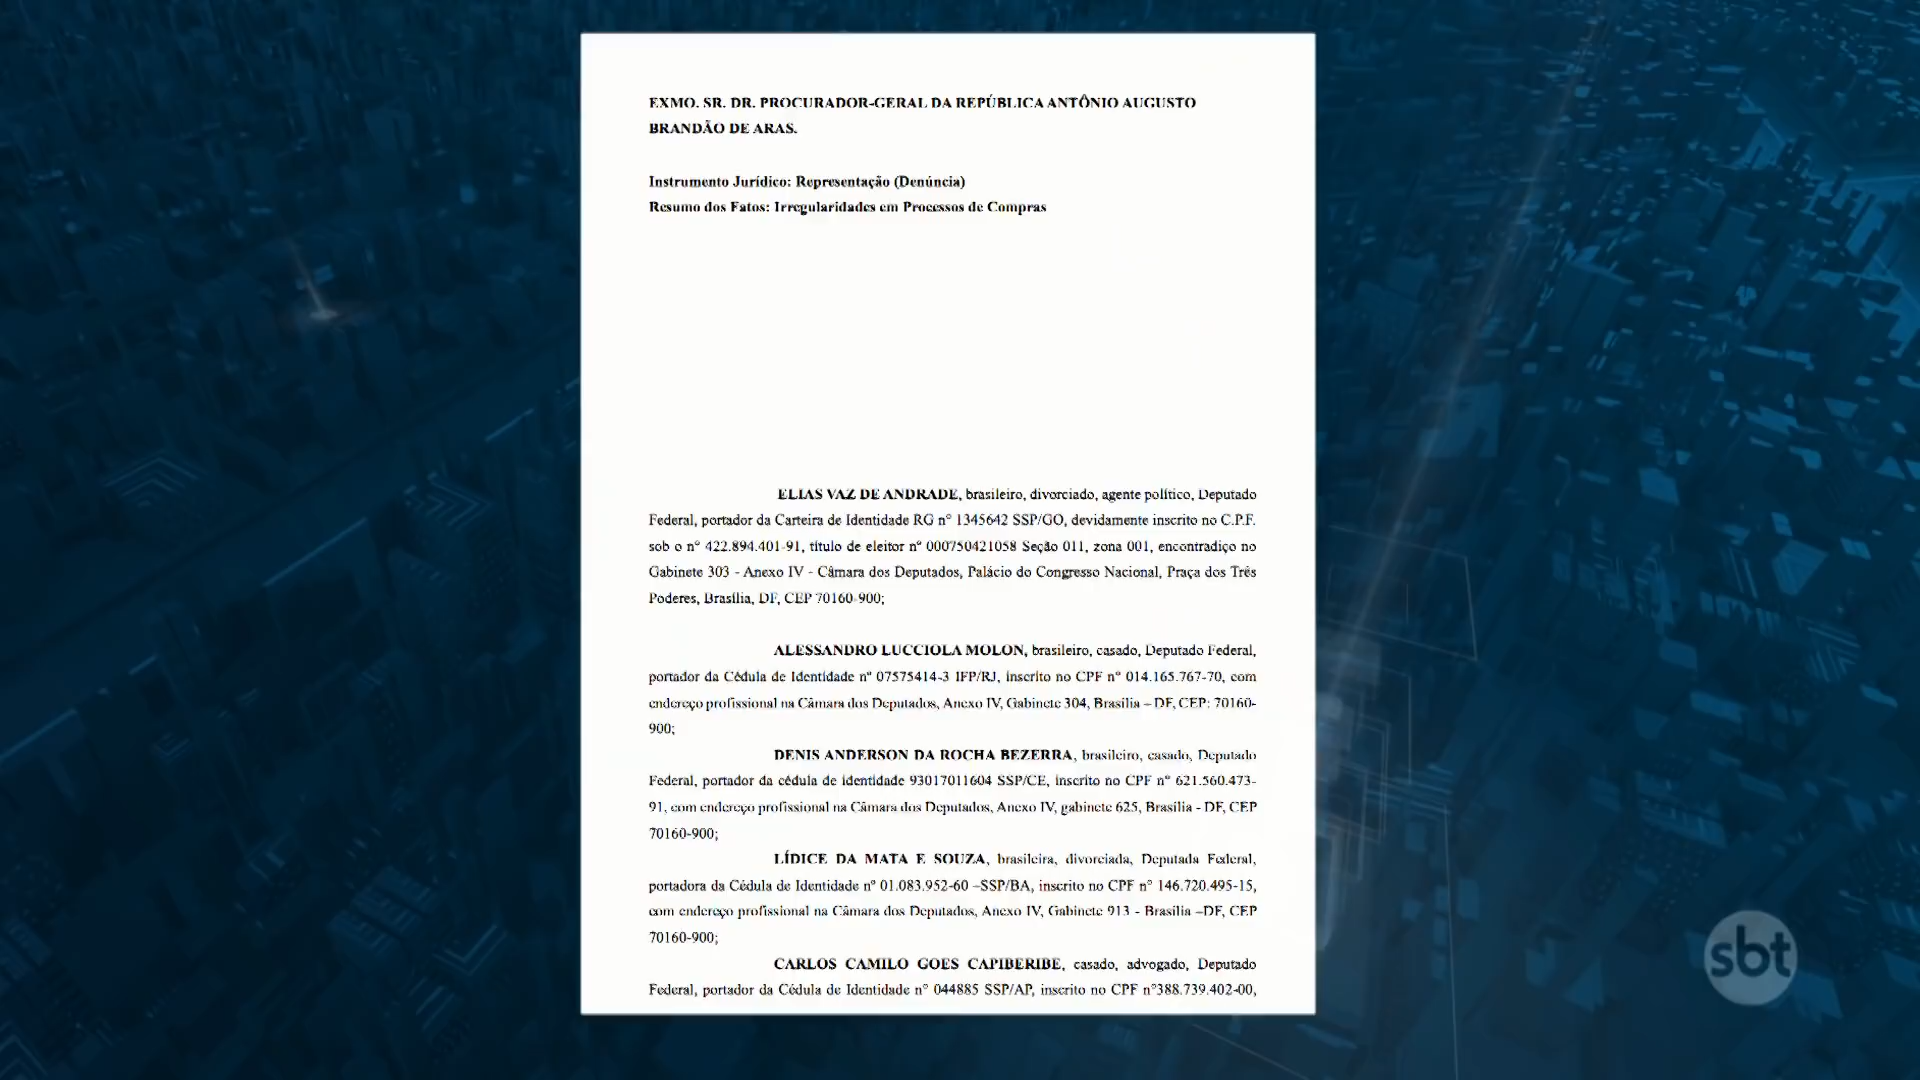 EXMO. SR. DR. PROCURADOR-GERAL DA REPÚBLICA ANTÔNIO AUGUSTO
BRANDÃO DE ARAS.
Instrumento Jurídico: Representação (Denúncia)
Resumo dos Fatos: Irregularidades em Processos de Compras
ELIAS VAZ DE ANDRADE, brasileiro, divorciado, agente político, Deputado
Federal, portador da Carteira de Identidade RG nº 1345642 SSP/GO, devidamente inscrito no C.P.F.
sob o nº 422.894.401-91, título de eleitor nº 000750421058 Seção 011, zona 001, encontradiço no
Gabinete 303 - Anexo IV - Câmara dos Deputados, Palácio do Congresso Nacional, Praça dos Três
Poderes, Brasília, DF, CEP 70160-900;
ALESSANDRO LUCCIOLA MOLON, brasileiro, casado, Deputado Federal,
portador da Cédula de Identidade nº 07575414-3 IFP/RJ, inscrito no CPF nº 014.165.767-70, com
endereço profissional na Câmara dos Deputados, Anexo IV, Gabinete 304, Brasília – DF, CEP: 70160-
900;
DENIS ANDERSON DA ROCHA BEZERRA, brasileiro, casado, Deputado
Federal, portador da cédula de identidade 93017011604 SSP/CE, inscrito no CPF nº 621.560.473-
91, com endereço profissional na Câmara dos Deputados, Anexo IV, gabinete 625, Brasília - DF, CEP
70160-900;
LÍDICE DA MATA E SOUZA, brasileira, divorciada, Deputada Federal,
portadora da Cédula de Identidade nº 01.083.952-60 –SSP/BA, inscrito no CPF nº 146.720.495-15,
com endereço profissional na Câmara dos Deputados, Anexo IV, Gabinete 913 - Brasília –DF, CEP
70160-900;
CARLOS CAMILO GOES CAPIBERIBE, casado, advogado, Deputado
Federal, portador da Cédula de Identidade nº 044885 SSP/AP, inscrito no CPF nº388.739.402-00,
sbt